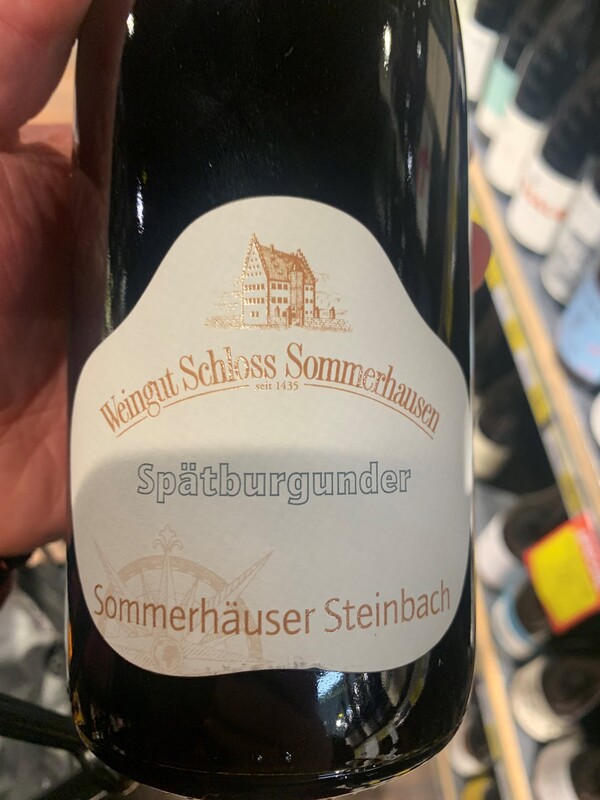 Weingut Schloss Sommerhausen
seit 1435
Spätburgunder
Sommerhäuser Steinbach